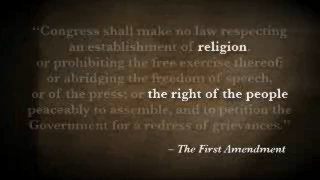 “Congress shall make no law respecting
an establishment of religion,
or prohibiting the free exercise thereof;
or abridging the freedom of speech,
or of the press; or the right of the people
peaceably to assemble, and to petition the
Government for a redress of grievances.”
– The First Amendment